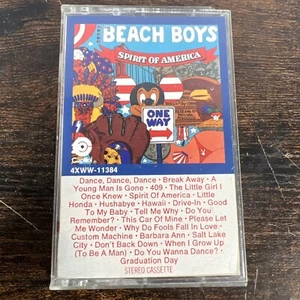 BEACH BOYS
SPIRIT OF AMERICA
ONE
WAY
4XWW-11384
Dance, Dance, Dance · Break Away · A
Young Man Is Gone · 409 · The Little Girl I
Once Knew · Spirit Of America · Little
Honda · Hushabye · Hawaii · Drive-In · Good
To My Baby · Tell Me Why · Do You
Remember? · This Car Of Mine · Please Let
Me Wonder · Why Do Fools Fall In Love ·
Custom Machine · Barbara Ann · Salt Lake
City · Don't Back Down · When I Grow Up
(To Be A Man) · Do You Wanna Dance? ·
Graduation Day
STEREO CASSETTE